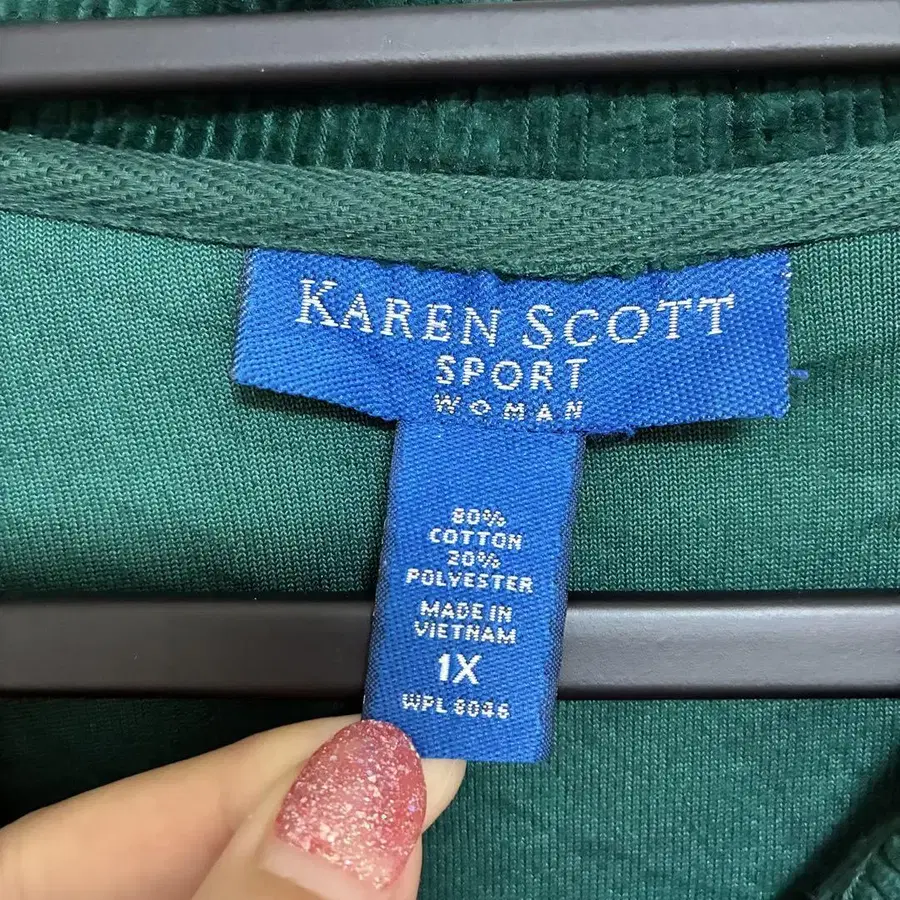 KAREN SCOTT
SPORT
WOMAN
80%
COTTON
20%
POLYESTER
MADE IN
VIETNAM
1X
WPL 8046